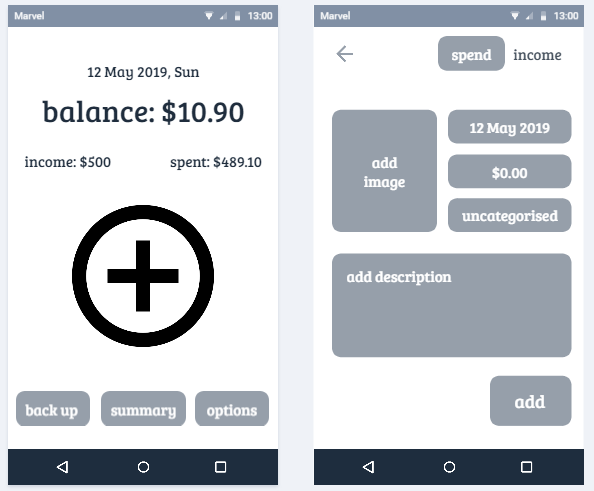 Marvel 13:00
12 May 2019, Sun
balance: $10.90
income: $500 spent: $489.10
back up summary options
Marvel 13:00
spend income
add
image
12 May 2019
$0.00
uncategorised
add description
add